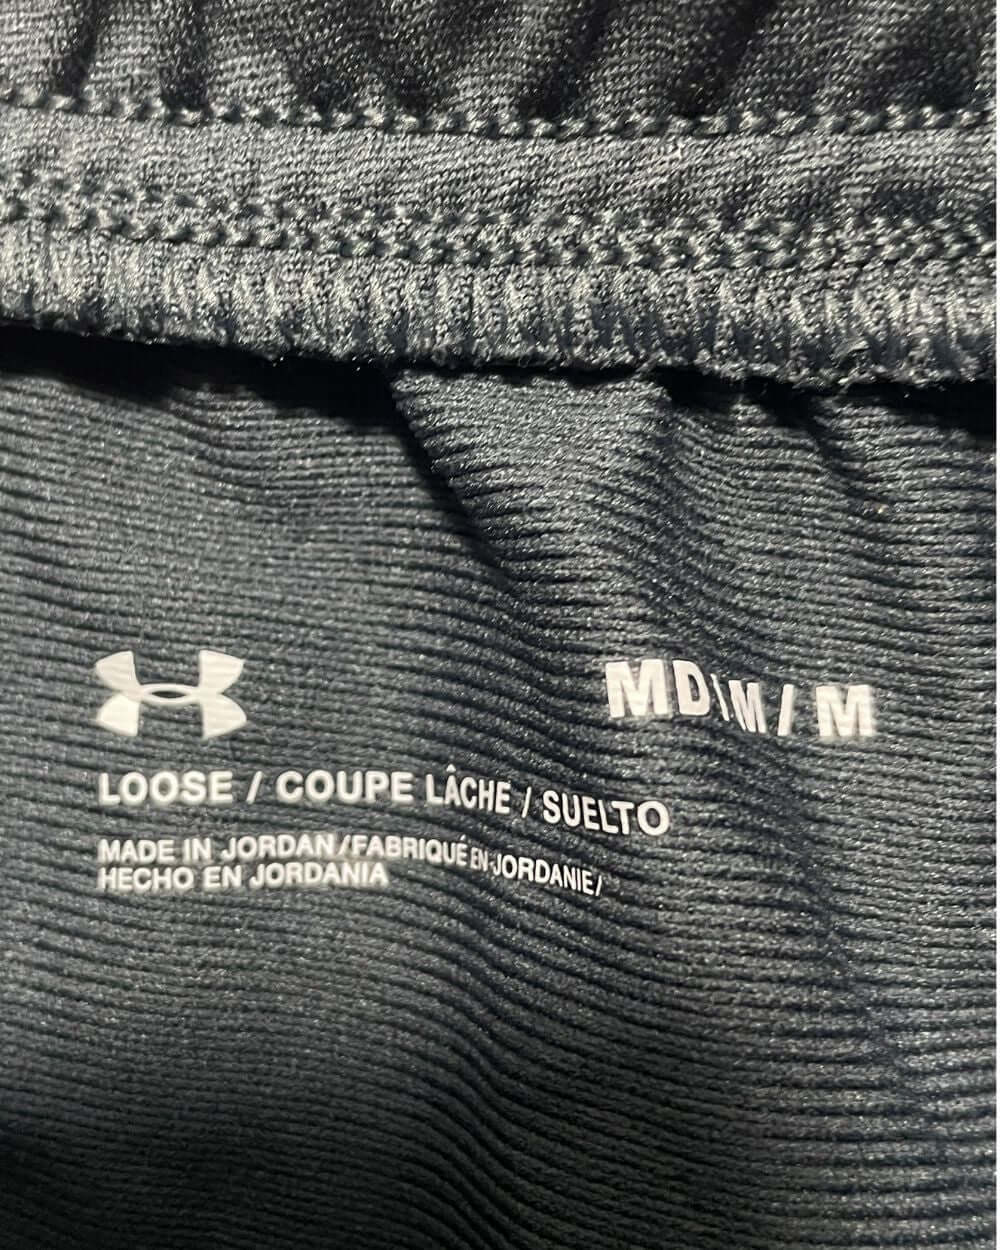 MD/M/M
LOOSE / COUPE LÂCHE / SUELTO
MADE IN JORDAN/FABRIQUÉ EN JORDANIE/
HECHO EN JORDANIA